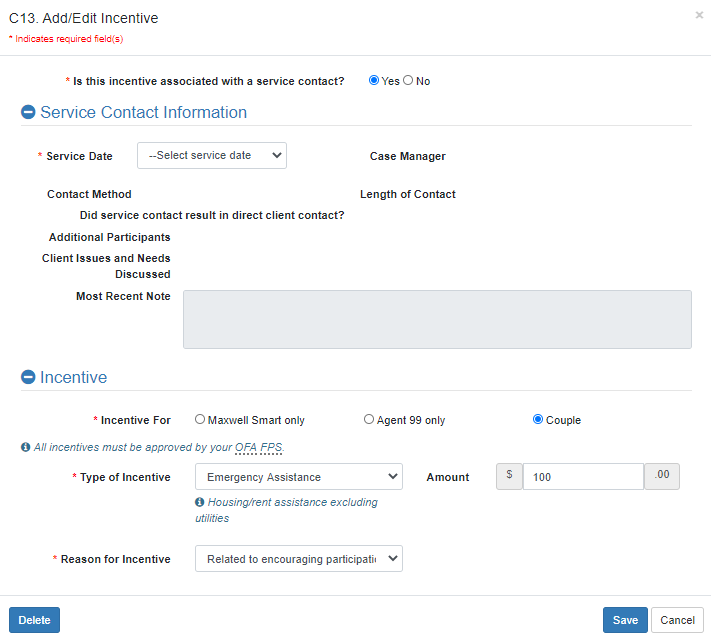 C13. Add/Edit Incentive
×
* Indicates required field(s)
* Is this incentive associated with a service contact? Yes No
Service Contact Information
* Service Date --Select service date Case Manager
Contact Method Length of Contact
Did service contact result in direct client contact?
Additional Participants
Client Issues and Needs
Discussed
Most Recent Note
Incentive
* Incentive For Maxwell Smart only Agent 99 only Couple
All incentives must be approved by your OFA FPS.
* Type of Incentive Emergency Assistance Amount $ 100 .00
Housing/rent assistance excluding
utilities
* Reason for Incentive Related to encouraging participati
Delete Save Cancel